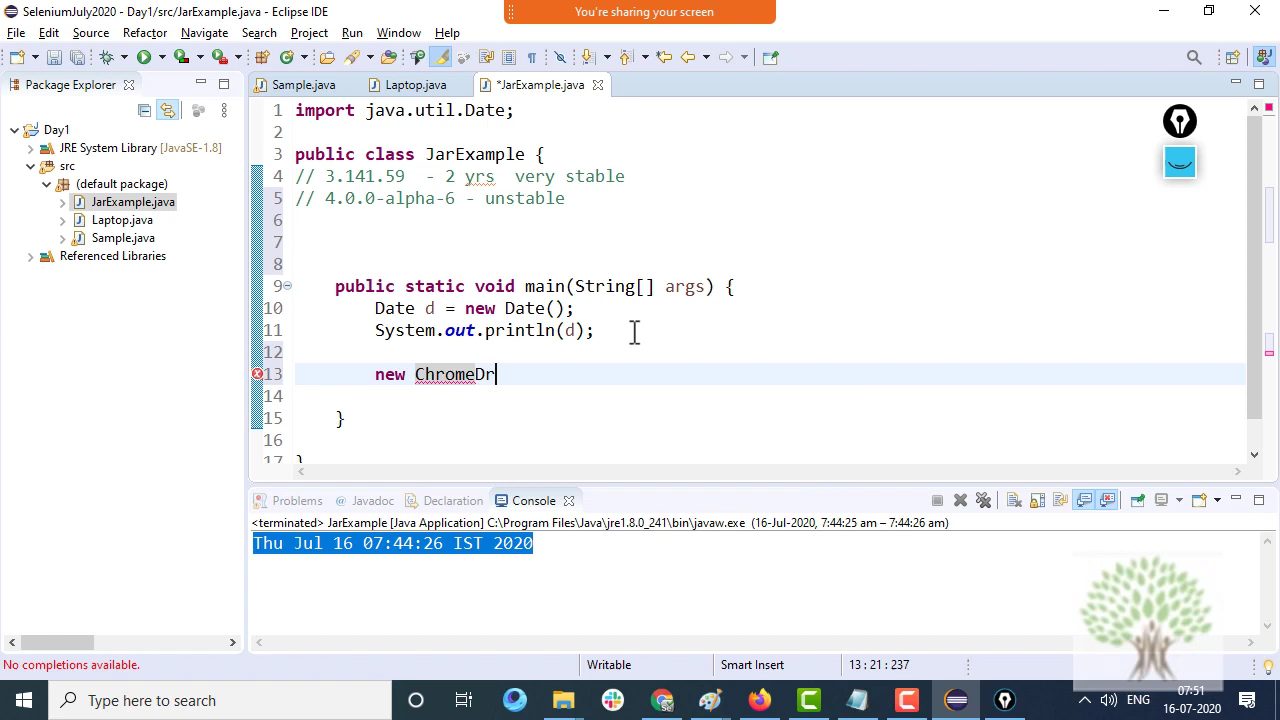 SeleniumJuly2020 - Day1/src/JarExample.java - Eclipse IDE
You're sharing your screen
File Edit Source Refactor Navigate Search Project Run Window Help
Package Explorer
Sample.java Laptop.java *JarExample.java
Day1
JRE System Library [JavaSE-1.8]
src
(default package)
JarExample.java
Laptop.java
Sample.java
Referenced Libraries
1 import java.util.Date;
2
3 public class JarExample {
4 // 3.141.59 - 2 yrs very stable
5 // 4.0.0-alpha-6 - unstable
6
7
8
9 public static void main(String[] args) {
10 Date d = new Date();
11 System.out.println(d);
12
13 new ChromeDr
14
15 }
16
17 }
Problems Javadoc Declaration Console
<terminated> JarExample [Java Application] C:\Program Files\Java\jre1.8.0_241\bin\javaw.exe (16-Jul-2020, 7:44:25 am – 7:44:26 am)
Thu Jul 16 07:44:26 IST 2020
No completions available. Writable Smart Insert 13 : 21 : 237
Type here to search
ENG
07:51
16-07-2020